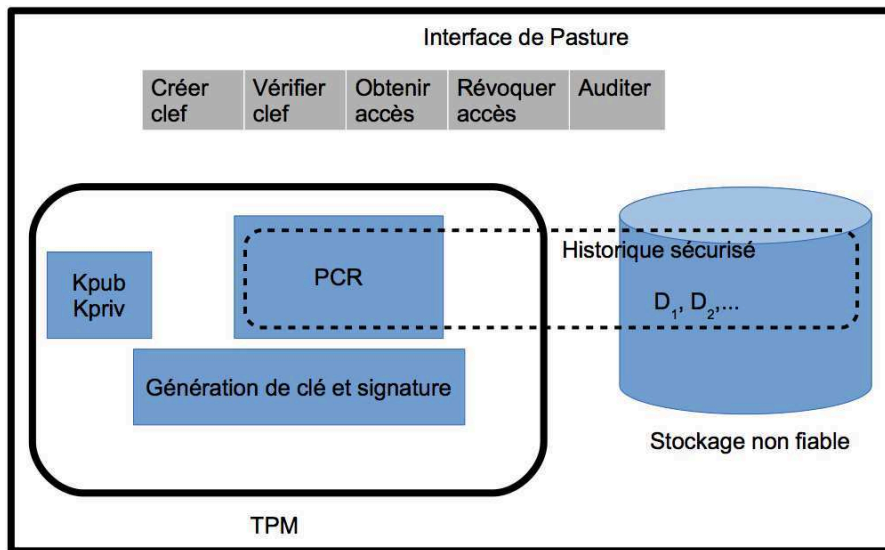 Interface de Pasture
Créer clef
Vérifier clef
Obtenir accès
Révoquer accès
Auditer
Historique sécurisé
Kpub
Kpriv
PCR
D1, D2,...
Génération de clé et signature
Stockage non fiable
TPM